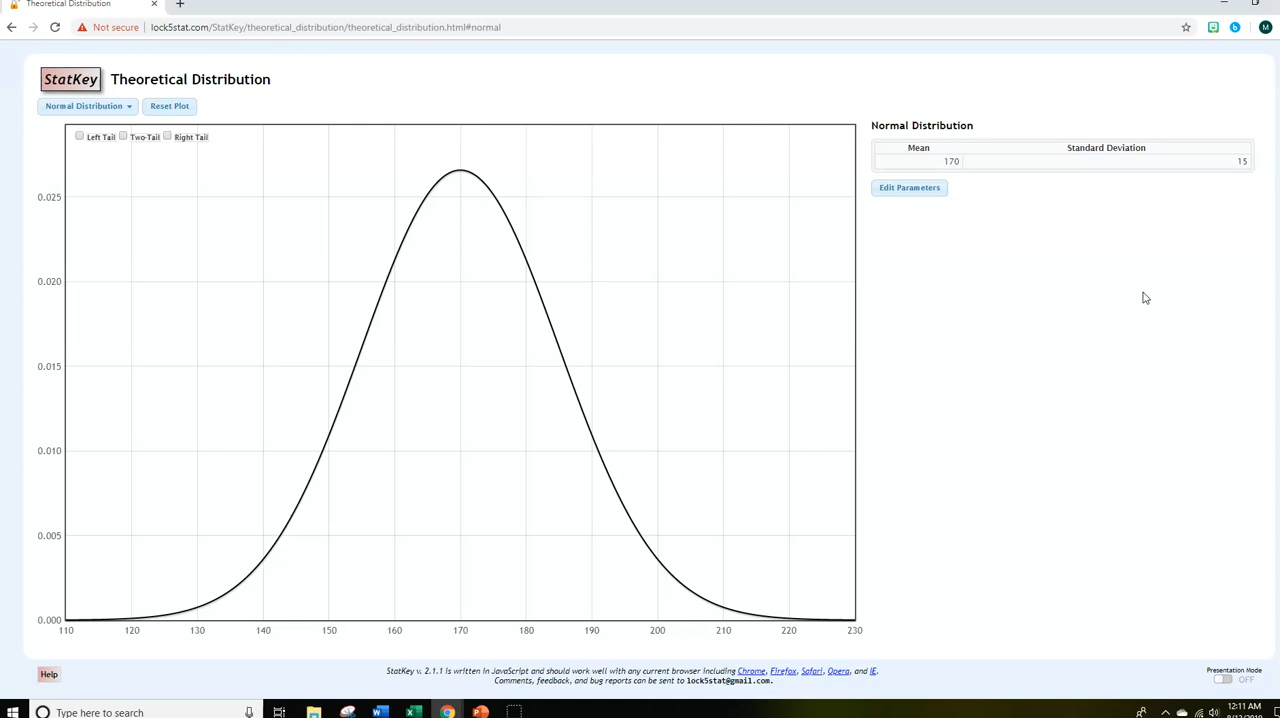 Theoretical Distribution
Not secure lock5stat.com/StatKey/theoretical_distribution/theoretical_distribution.html#normal
M
StatKey Theoretical Distribution
Normal Distribution Reset Plot
Left Tail Two-Tail Right Tail
Normal Distribution
Mean Standard Deviation
170 15
Edit Parameters
0.025
0.020
0.015
0.010
0.005
0.000
110 120 130 140 150 160 170 180 190 200 210 220 230
Help
StatKey v. 2.1.1 is written in JavaScript and should work well with any current browser including Chrome, Firefox, Safari, Opera, and IE.
Comments, feedback, and bug reports can be sent to lock5stat@gmail.com.
Presentation Mode
OFF
Type here to search
12:11 AM